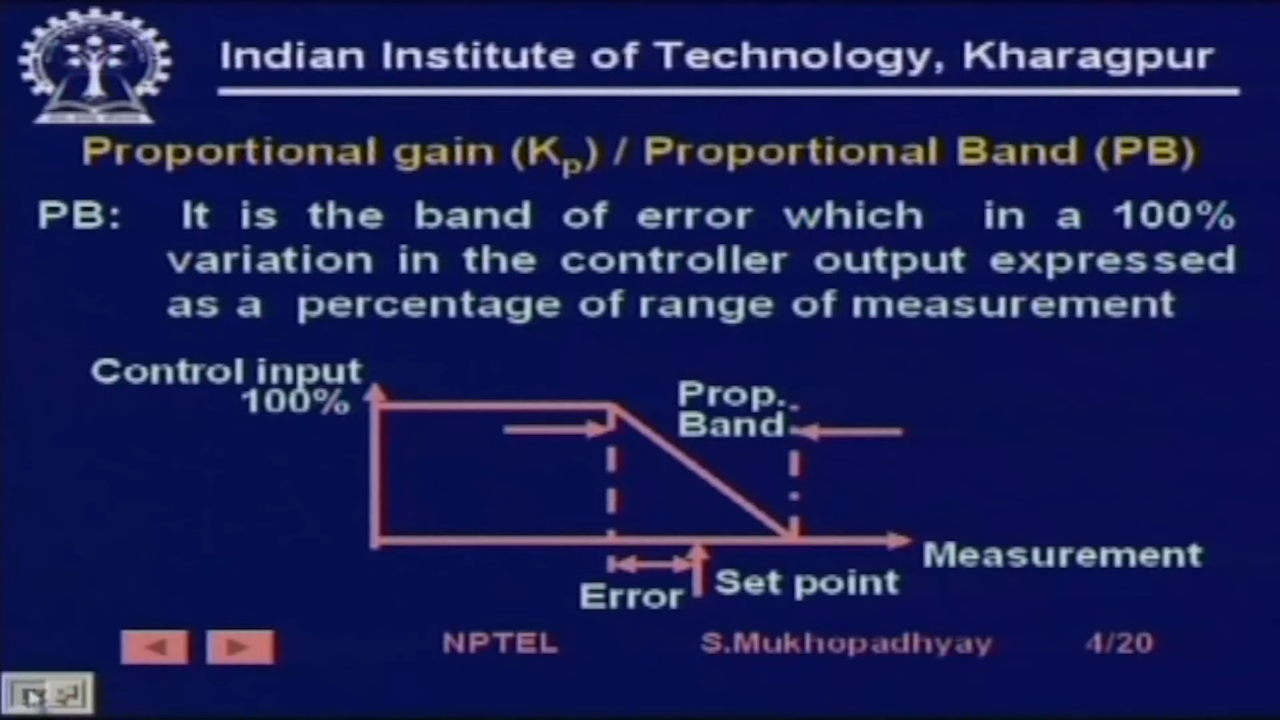 Indian Institute of Technology, Kharagpur
Proportional gain (Kp) / Proportional Band (PB)
PB: It is the band of error which in a 100%
variation in the controller output expressed
as a percentage of range of measurement
Control input
100%
Prop..
Band
Measurement
Set point
Error
NPTEL S.Mukhopadhyay 4/20